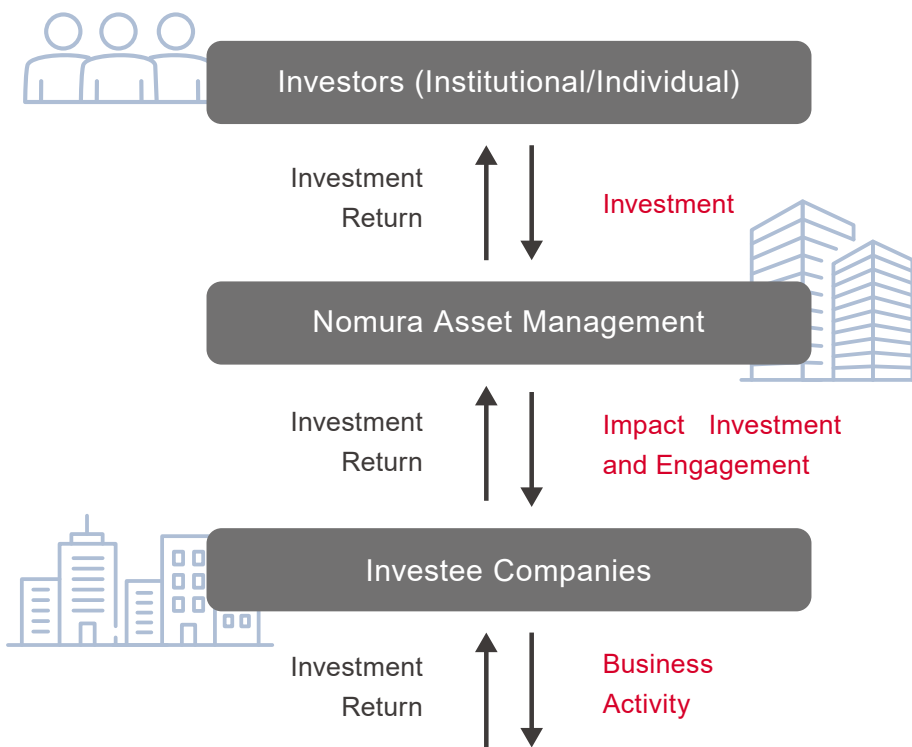 Investors (Institutional/Individual)
Investment
Return
Investment
Nomura Asset Management
Investment
Return
Impact Investment
and Engagement
Investee Companies
Investment
Return
Business
Activity